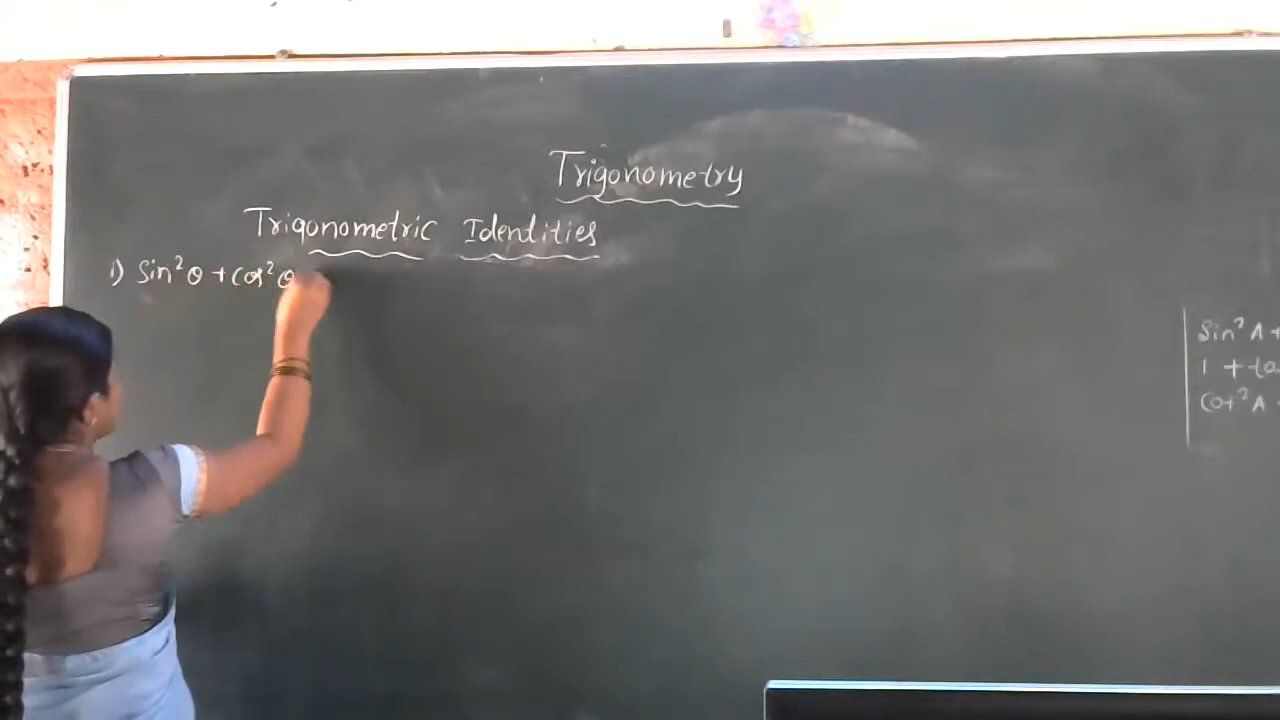 Trigonometry
Trigonometric Identities
1) Sin²θ + Cos²θ
Sin²A +
1 + ta
Cot²A